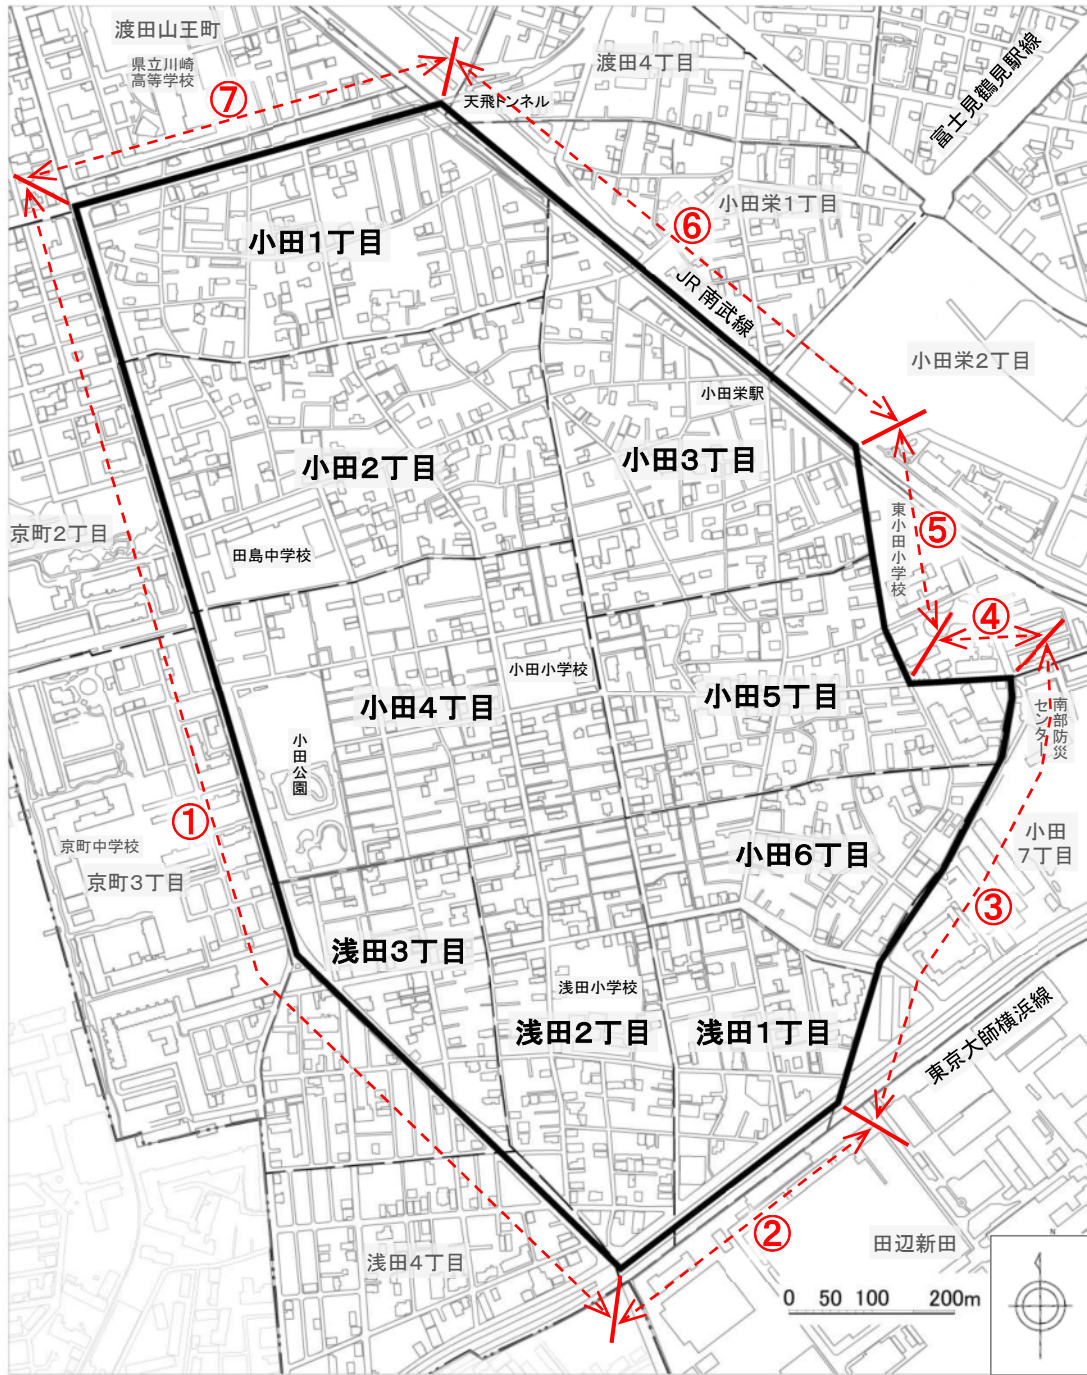 渡田山王町
県立川崎
高等学校
⑦
天飛トンネル
渡田4丁目
富士見鶴見駅線
小田栄1丁目
⑥
小田1丁目
JR 南武線
小田栄2丁目
小田栄駅
小田2丁目
小田3丁目
京町2丁目
田島中学校
東小田小学校
⑤
④
小田小学校
小田4丁目
小田5丁目
南部防災
センター
小田公園
①
京町中学校
京町3丁目
小田6丁目
小田
7丁目
③
浅田3丁目
浅田小学校
浅田2丁目
浅田1丁目
東京大師横浜線
②
田辺新田
浅田4丁目
0 50 100 200m
N